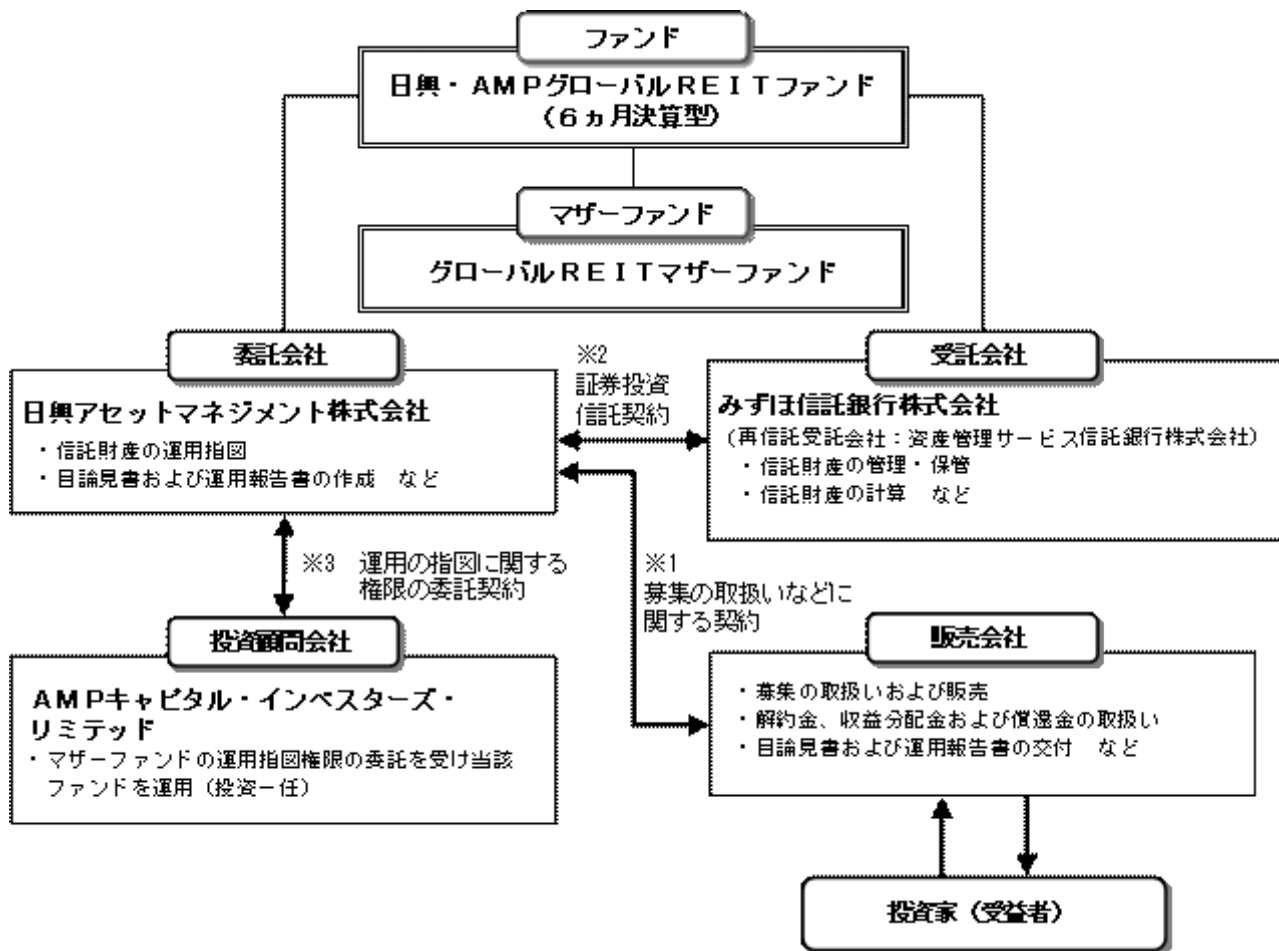 ファンド
日興・AMPグローバルREITファンド
(6ヵ月決算型)
マザーファンド
グローバルREITマザーファンド
委託会社
日興アセットマネジメント株式会社
・信託財産の運用指図
・目論見書および運用報告書の作成 など
※2
証券投資
信託契約
受託会社
みずほ信託銀行株式会社
(再信託受託会社:資産管理サービス信託銀行株式会社)
・信託財産の管理・保管
・信託財産の計算 など
※3 運用の指図に関する
権限の委託契約
※1
募集の取扱いなどに
関する契約
投資顧問会社
AMPキャピタル・インベスターズ・
リミテッド
・マザーファンドの運用指図権限の委託を受け当該
ファンドを運用(投資一任)
販売会社
・募集の取扱いおよび販売
・解約金、収益分配金および償還金の取扱い
・目論見書および運用報告書の交付 など
投資家(受益者)